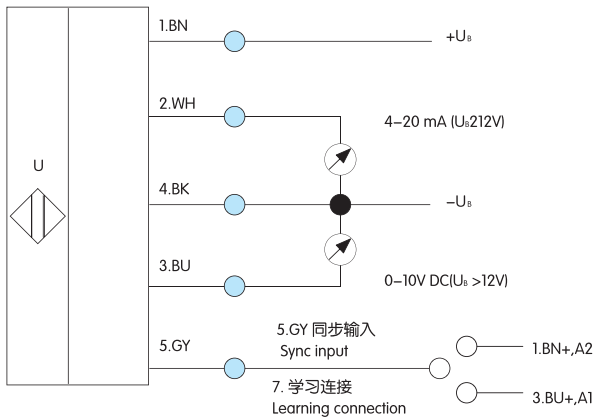 1.BN
+UB
2.WH
4-20 mA (UB212V)
U
4.BK
-UB
3.BU
0-10V DC(UB >12V)
5.GY
5.GY 同步输入
Sync input
1.BN+,A2
7. 学习连接
Learning connection
3.BU+,A1